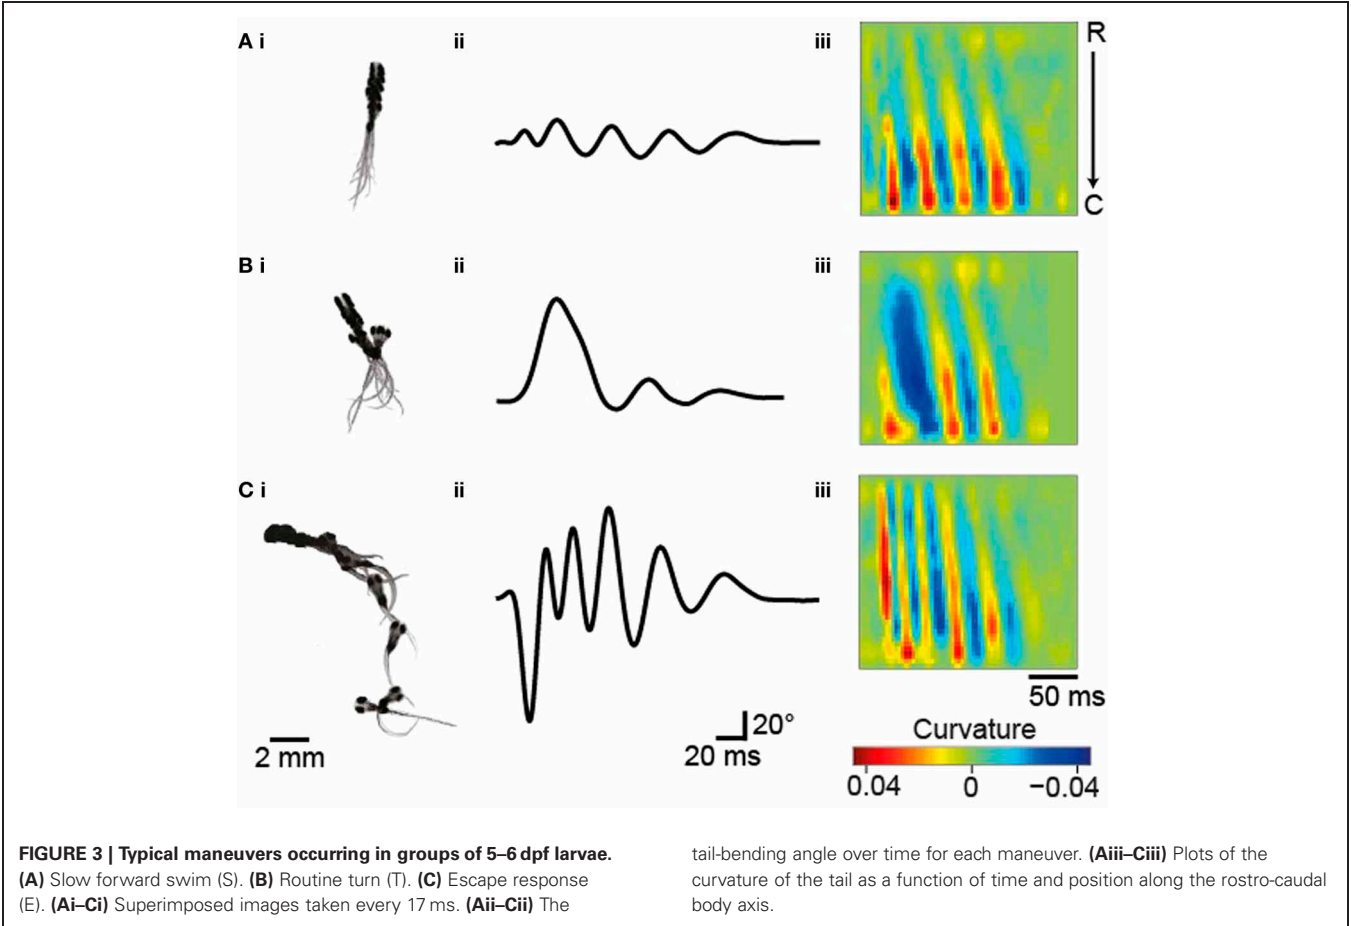 A i
ii
iii
R
C
B i
ii
iii
C i
ii
iii
50 ms
20°
20 ms
2 mm
Curvature
0.04
0
−0.04
FIGURE 3 | Typical maneuvers occurring in groups of 5–6 dpf larvae.
(A) Slow forward swim (S). (B) Routine turn (T). (C) Escape response
(E). (Ai–Ci) Superimposed images taken every 17 ms. (Aii–Cii) The
tail-bending angle over time for each maneuver. (Aiii–Ciii) Plots of the
curvature of the tail as a function of time and position along the rostro-caudal
body axis.